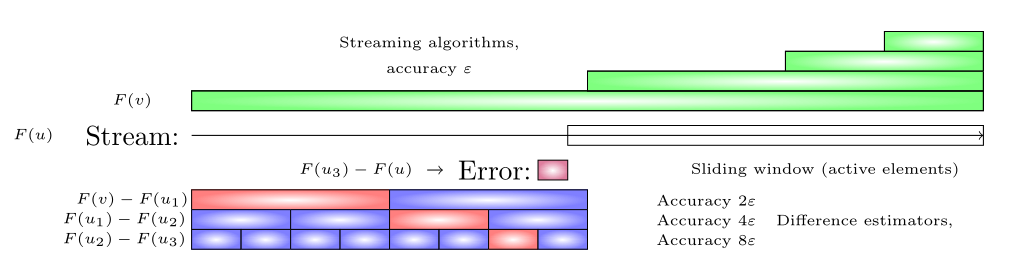 Streaming algorithms,
accuracy ε
F(v)
F(u) Stream:
F(u₃) − F(u) → Error:
Sliding window (active elements)
F(v) − F(u₁)
F(u₁) − F(u₂)
F(u₂) − F(u₃)
Accuracy 2ε
Accuracy 4ε
Accuracy 8ε
Difference estimators,